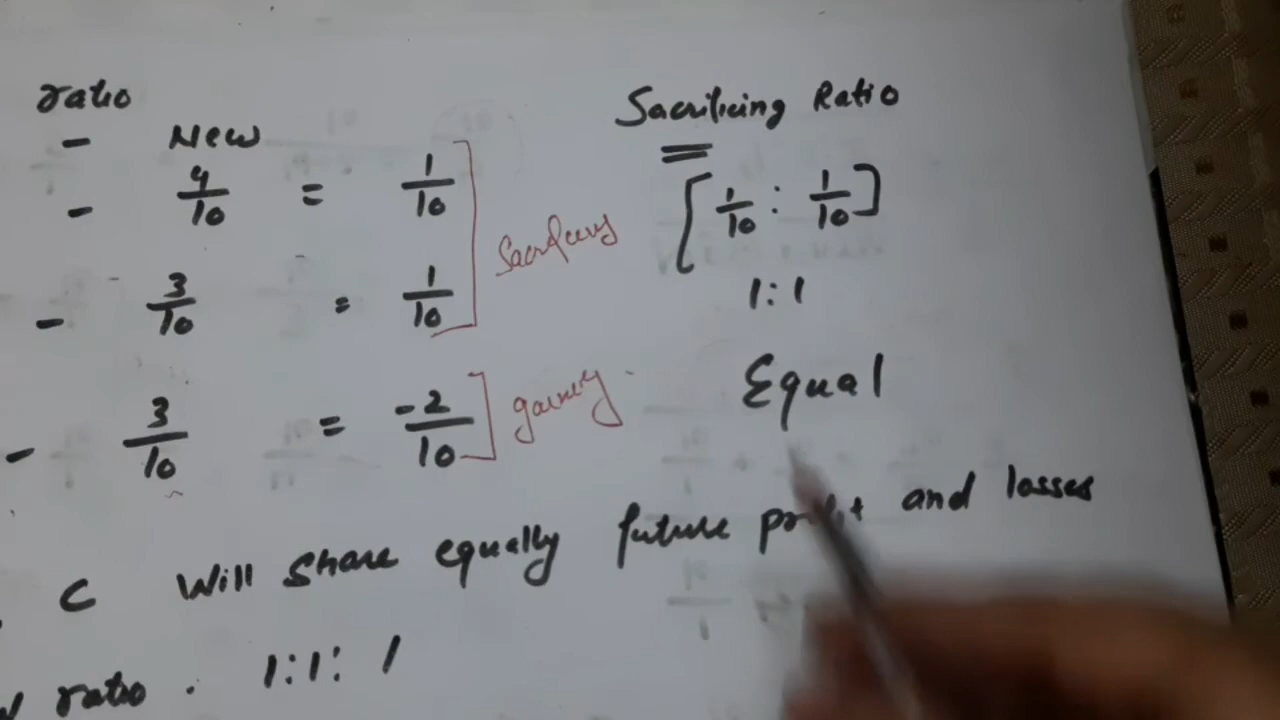 ratio
Sacrificing Ratio
- New
- 4/10 = 1/10
[1/10 : 1/10]
- 3/10 = 1/10
1:1
- 3/10 = -2/10
Equal
C Will Share equally future profit and losses
ratio . 1:1:1